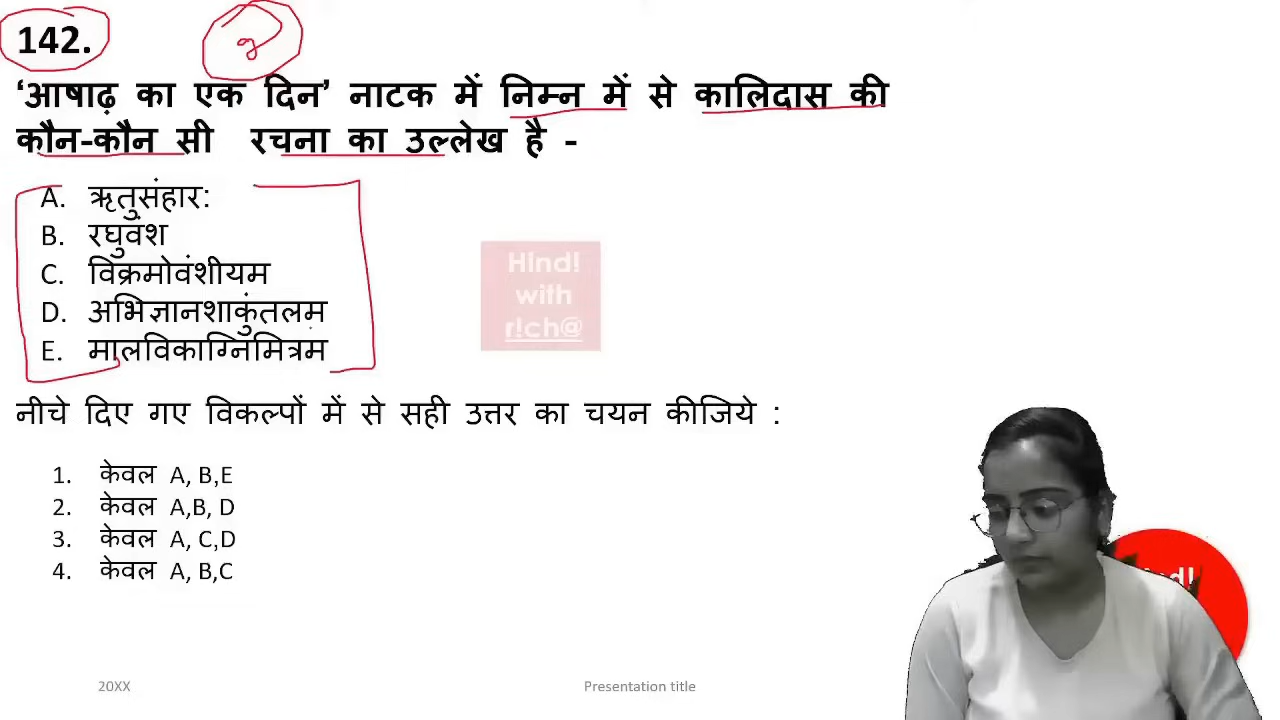 142.
‘आषाढ़ का एक दिन’ नाटक में निम्न में से कालिदास की
कौन-कौन सी रचना का उल्लेख है -
A. ऋतुसंहार:
B. रघुवंश
C. विक्रमोवंशीयम
D. अभिज्ञानशाकुंतलम
E. मालविकाग्निमित्रम
HInd!
with
r!ch@
नीचे दिए गए विकल्पों में से सही उत्तर का चयन कीजिये :
1. केवल A, B,E
2. केवल A,B, D
3. केवल A, C,D
4. केवल A, B,C
20XX
Presentation title